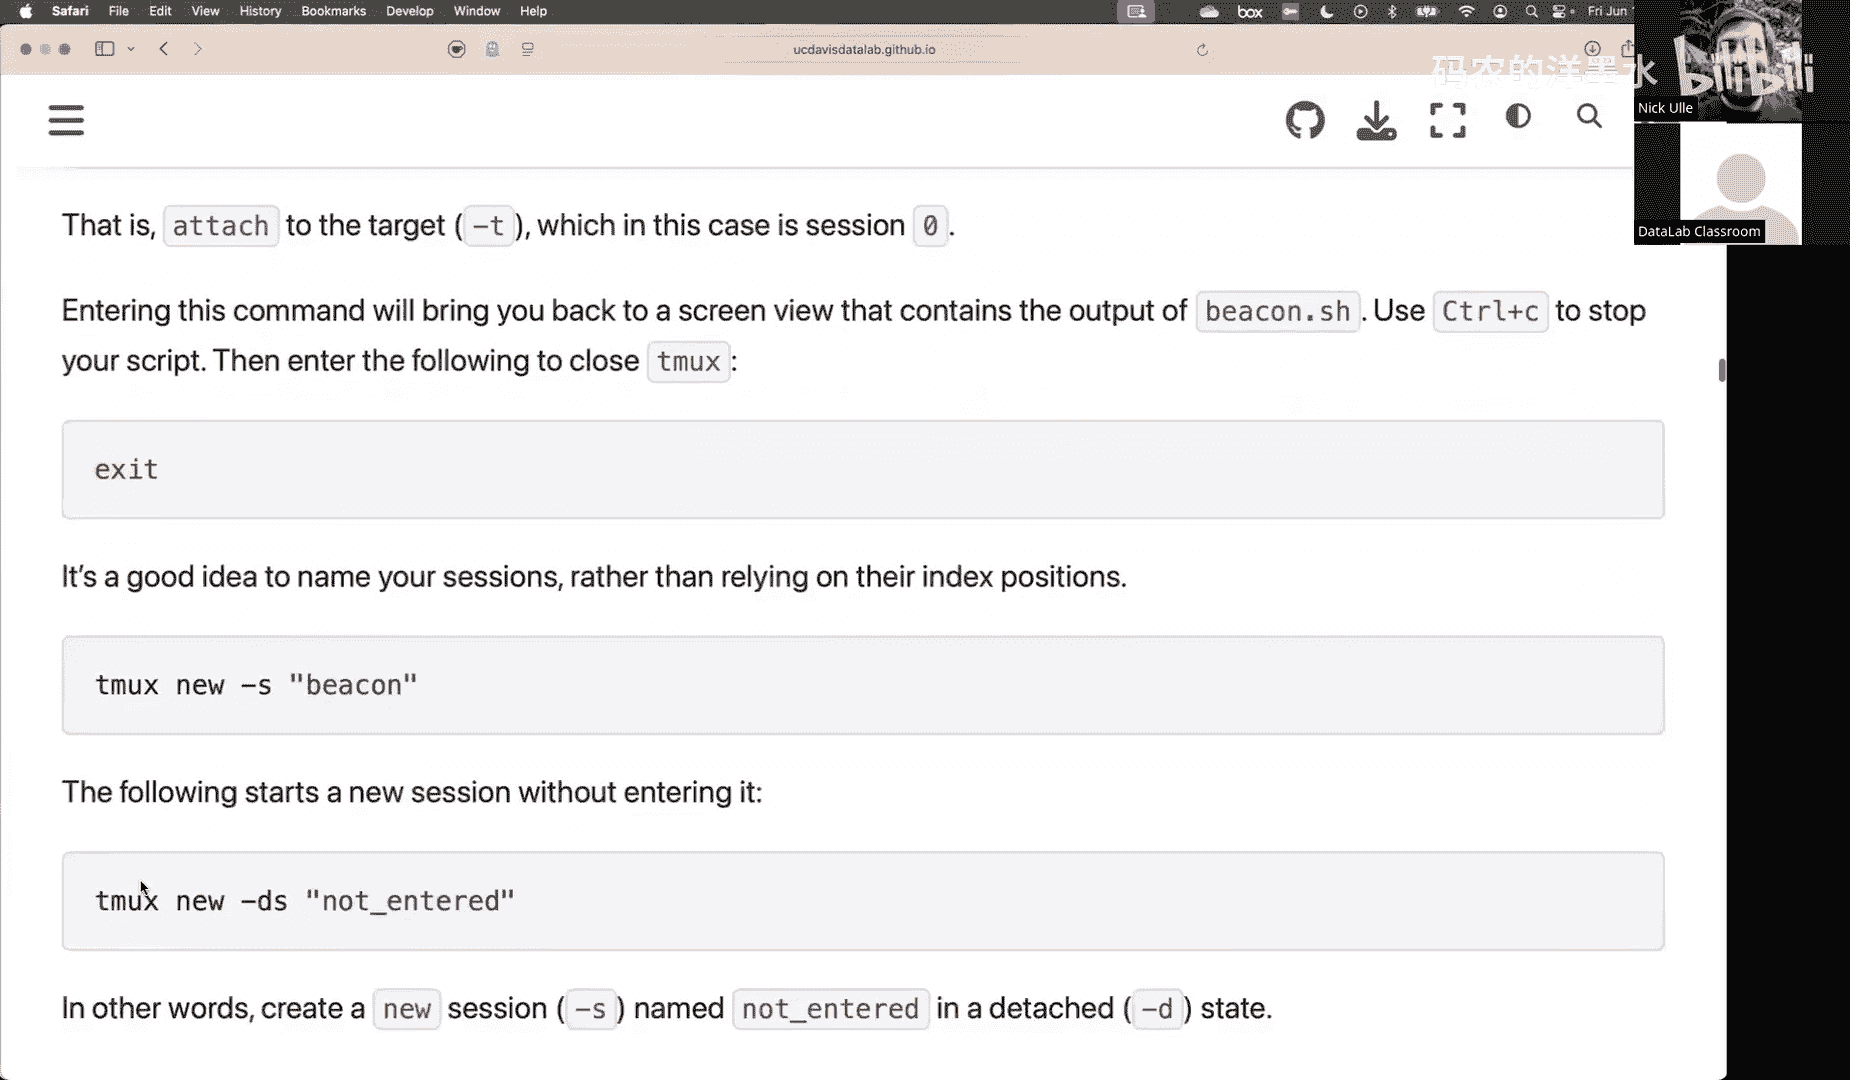 Safari File Edit View History Bookmarks Develop Window Help box Fri Jun
ucdavisdatalab.github.io
码农的洋墨水 bilibili
Nick Ulle
DataLab Classroom
That is, attach to the target (-t), which in this case is session 0.
Entering this command will bring you back to a screen view that contains the output of beacon.sh. Use Ctrl+c to stop
your script. Then enter the following to close tmux:
exit
It's a good idea to name your sessions, rather than relying on their index positions.
tmux new -s "beacon"
The following starts a new session without entering it:
tmux new -ds "not_entered"
In other words, create a new session (-s) named not_entered in a detached (-d) state.